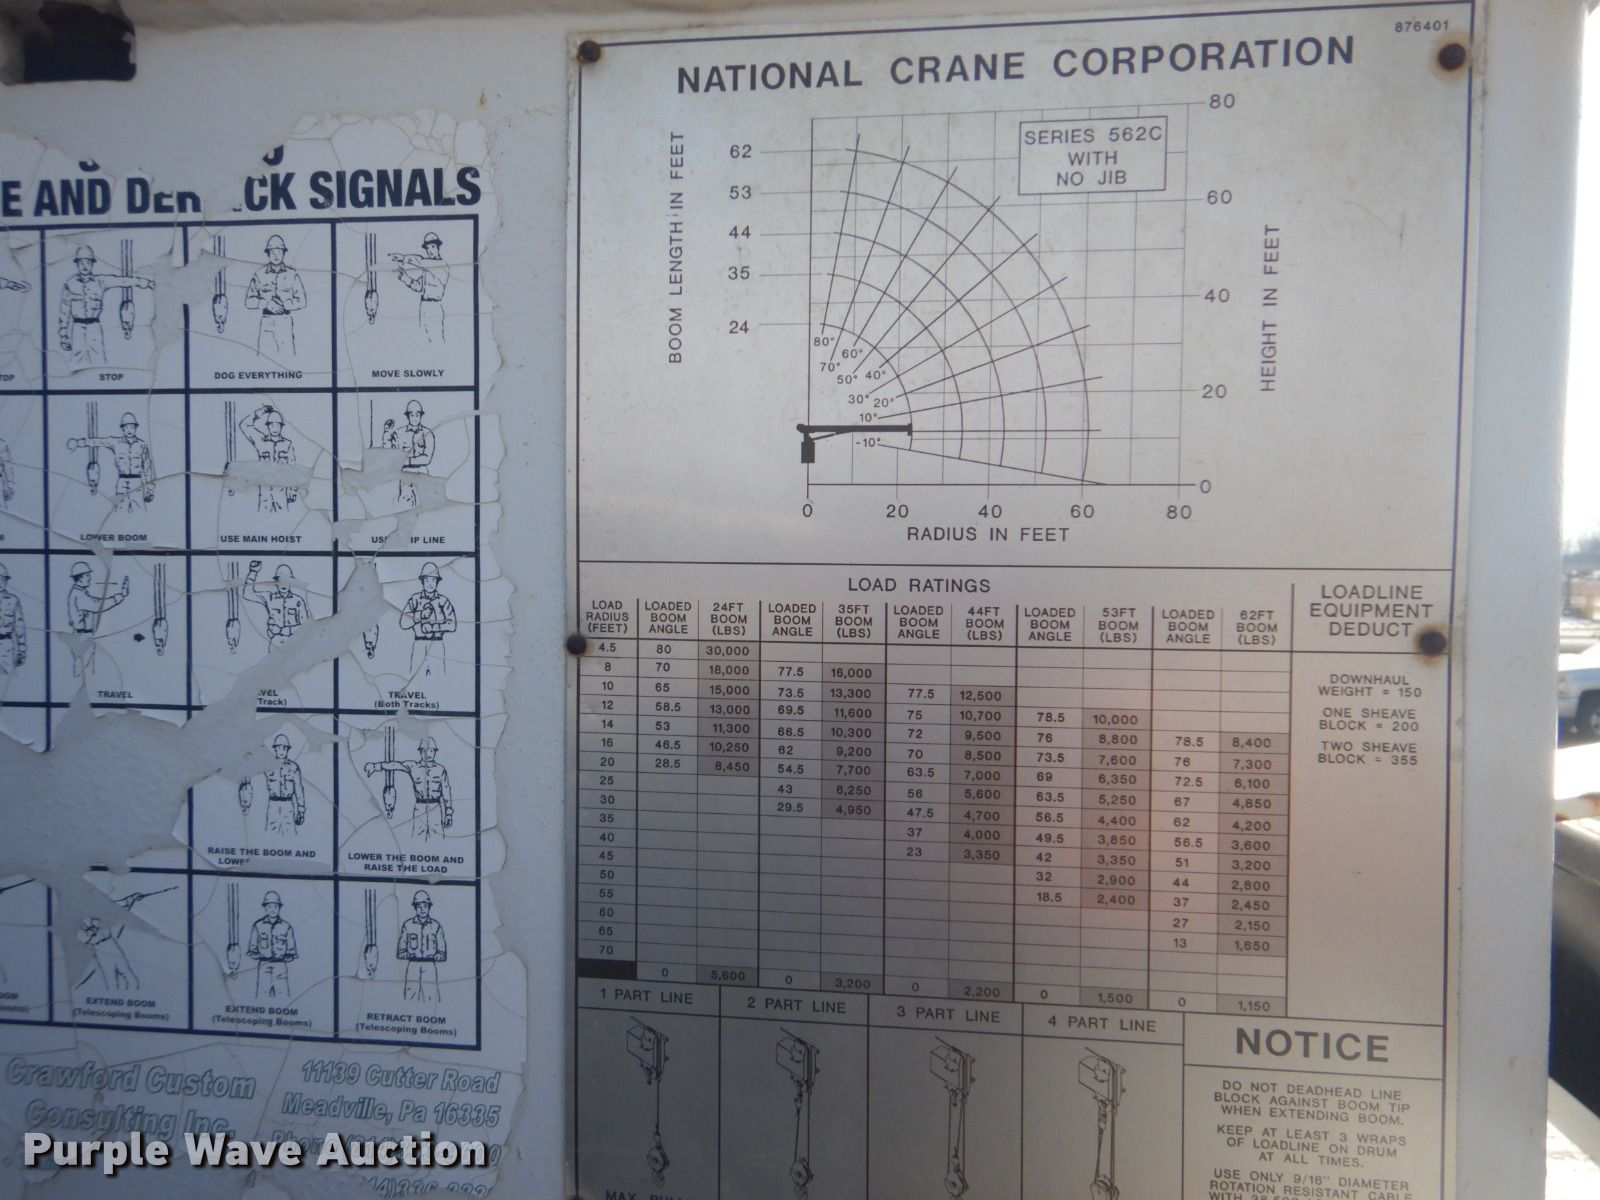 E AND DER CK SIGNALS
STOP
DOG EVERYTHING
MOVE SLOWLY
LOWER BOOM
USE MAIN HOIST
USE IP LINE
TRAVEL
VEL
Track)
TRAVEL
(Both Tracks)
RAISE THE BOOM AND
LOWE
LOWER THE BOOM AND
RAISE THE LOAD
EXTEND BOOM
(Telescoping Booms)
EXTEND BOOM
(Telescoping Booms)
RETRACT BOOM
(Telescoping Booms)
Crawford Custom
Consulting Inc.
11139 Cutter Road
Meadville, Pa 16335
Purple Wave Auction
876401
NATIONAL CRANE CORPORATION
SERIES 562C
WITH
NO JIB
BOOM LENGTH IN FEET
62
53
44
35
24
80°
70°
60°
50°
40°
30°
20°
10°
-10°
80
60
40
20
0
HEIGHT IN FEET
0 20 40 60 80
RADIUS IN FEET
LOAD RATINGS
LOAD RADIUS (FEET) LOADED BOOM ANGLE 24FT BOOM (LBS) LOADED BOOM ANGLE 35FT BOOM (LBS) LOADED BOOM ANGLE 44FT BOOM (LBS) LOADED BOOM ANGLE 53FT BOOM (LBS) LOADED BOOM ANGLE 62FT BOOM (LBS)
4.5 80 30,000
8 70 18,000 77.5 16,000
10 65 15,000 73.5 13,300 77.5 12,500
12 58.5 13,000 69.5 11,600 75 10,700 78.5 10,000
14 53 11,300 66.5 10,300 72 9,500 76 8,800 78.5 8,400
16 46.5 10,250 62 9,200 70 8,500 73.5 7,600 76 7,300
20 28.5 8,450 54.5 7,700 63.5 7,000 69 6,350 72.5 6,100
25 43 6,250 56 5,600 63.5 5,250 67 4,850
30 29.5 4,950 47.5 4,700 56.5 4,400 62 4,200
35 37 4,000 49.5 3,850 56.5 3,600
40 23 3,350 42 3,350 51 3,200
45 32 2,900 44 2,800
50 18.5 2,400 37 2,450
55 27 2,150
60 13 1,650
65
70
0 5,600 0 3,200 0 2,200 0 1,500 0 1,150
LOADLINE
EQUIPMENT
DEDUCT
DOWNHAUL
WEIGHT = 150
ONE SHEAVE
BLOCK = 200
TWO SHEAVE
BLOCK = 355
1 PART LINE
2 PART LINE
3 PART LINE
4 PART LINE
NOTICE
DO NOT DEADHEAD LINE
BLOCK AGAINST BOOM TIP
WHEN EXTENDING BOOM.
KEEP AT LEAST 3 WRAPS
OF LOADLINE ON DRUM
AT ALL TIMES.
USE ONLY 9/16" DIAMETER
ROTATION RESISTANT CABLE